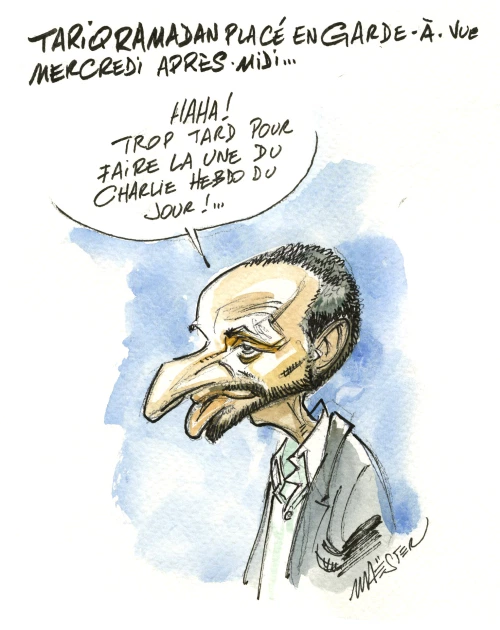 TARiQ RAMADAN PLACÉ EN GARDE-À-VUE
MERCREDi APRÈS-MiDi...
HAHA!
TROP TARD POUR
FAiRE LA UNE DU
CHARLiE HEBDO DU
JOUR!...
MAËSTER